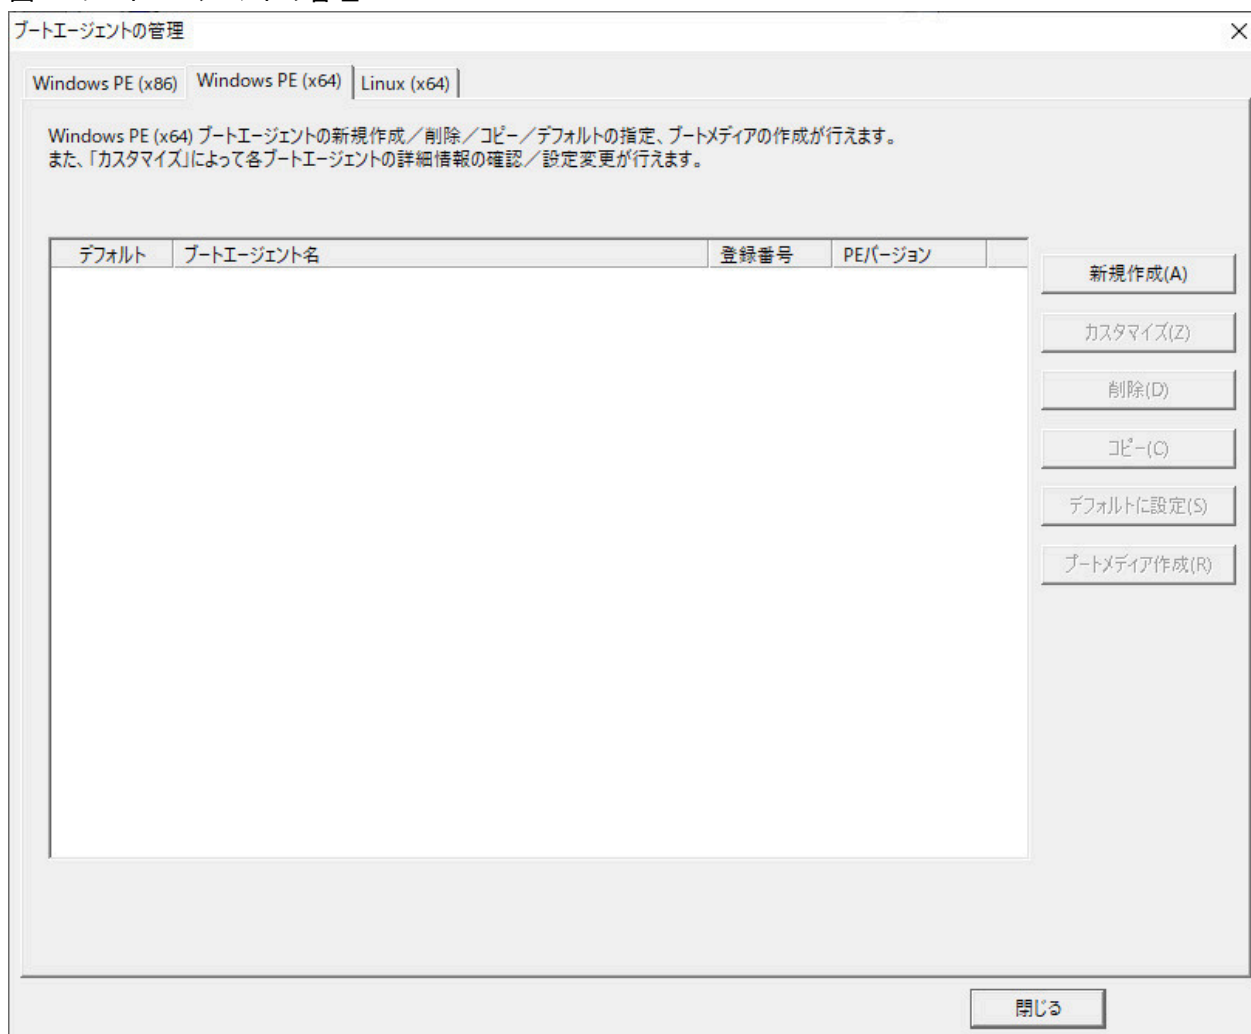 ブートエージェントの管理
Windows PE (x86) Windows PE (x64) Linux (x64)
Windows PE (x64) ブートエージェントの新規作成／削除／コピー／デフォルトの指定、ブートメディアの作成が行えます。
また、「カスタマイズ」によって各ブートエージェントの詳細情報の確認／設定変更が行えます。
デフォルト ブートエージェント名 登録番号 PEバージョン
新規作成(A)
カスタマイズ(Z)
削除(D)
コピー(C)
デフォルトに設定(S)
ブートメディア作成(R)
閉じる